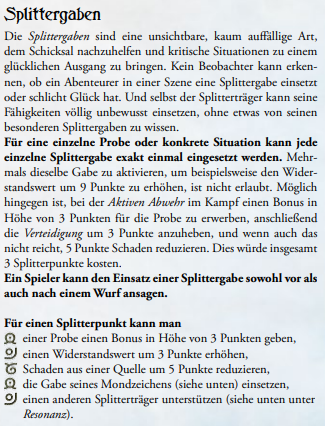 Splittergaben
Die Splittergaben sind eine unsichtbare, kaum auffällige Art,
dem Schicksal nachzuhelfen und kritische Situationen zu einem
glücklichen Ausgang zu bringen. Kein Beobachter kann erken-
nen, ob ein Abenteurer in einer Szene eine Splittergabe einsetzt
oder schlicht Glück hat. Und selbst der Splitterträger kann seine
Fähigkeiten völlig unbewusst einsetzen, ohne etwas von seinen
besonderen Splittergaben zu wissen.
Für eine einzelne Probe oder konkrete Situation kann jede
einzelne Splittergabe exakt einmal eingesetzt werden. Mehr-
mals dieselbe Gabe zu aktivieren, um beispielsweise den Wider-
standswert um 9 Punkte zu erhöhen, ist nicht erlaubt. Möglich
hingegen ist, bei der Aktiven Abwehr im Kampf einen Bonus in
Höhe von 3 Punkten für die Probe zu erwerben, anschließend
die Verteidigung um 3 Punkte anzuheben, und wenn auch das
nicht reicht, 5 Punkte Schaden reduzieren. Dies würde insgesamt
3 Splitterpunkte kosten.
Ein Spieler kann den Einsatz einer Splittergabe sowohl vor als
auch nach einem Wurf ansagen.
Für einen Splitterpunkt kann man
einer Probe einen Bonus in Höhe von 3 Punkten geben,
einen Widerstandswert um 3 Punkte erhöhen,
Schaden aus einer Quelle um 5 Punkte reduzieren,
die Gabe seines Mondzeichens (siehe unten) einsetzen,
einen anderen Splitterträger unterstützen (siehe unten unter
Resonanz).